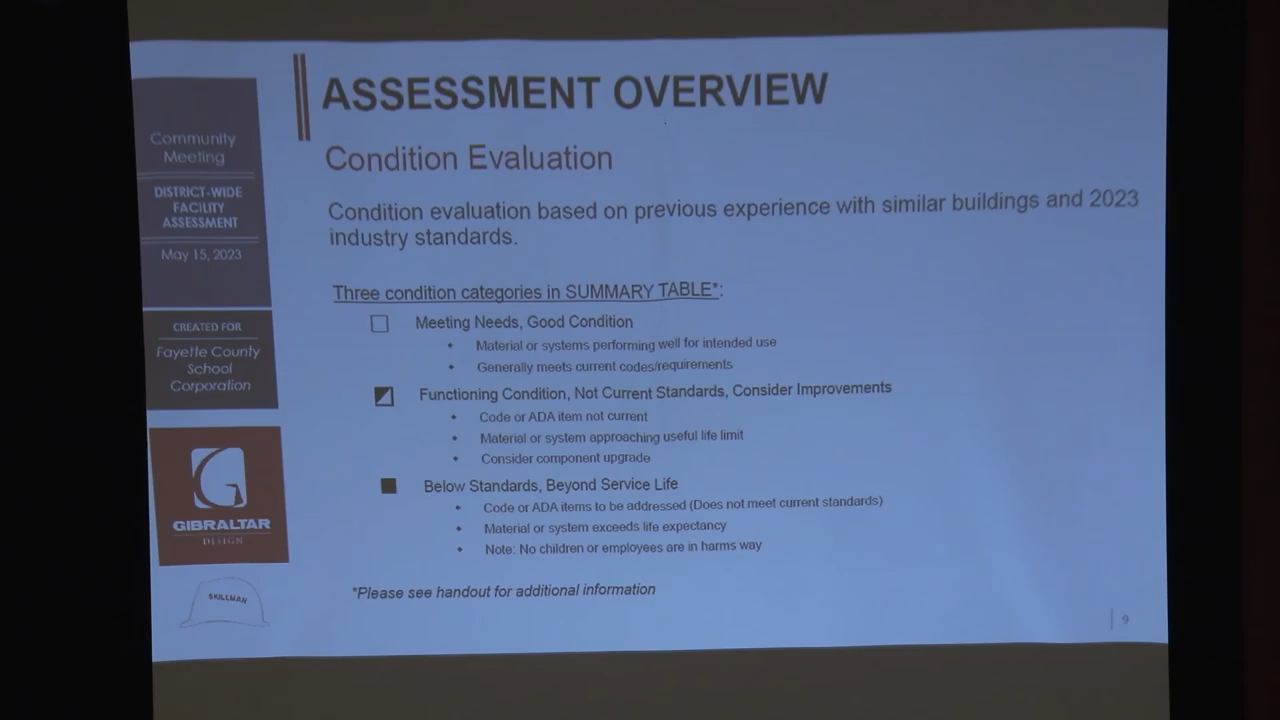 Community
Meeting
DISTRICT-WIDE
FACILITY
ASSESSMENT
May 15, 2023
CREATED FOR
Fayette County
School
Corporation
GIBRALTAR
DESIGN
SKILLMAN
ASSESSMENT OVERVIEW
Condition Evaluation
Condition evaluation based on previous experience with similar buildings and 2023
industry standards.
Three condition categories in SUMMARY TABLE*:
Meeting Needs, Good Condition
• Material or systems performing well for intended use
• Generally meets current codes/requirements
Functioning Condition, Not Current Standards, Consider Improvements
• Code or ADA item not current
• Material or system approaching useful life limit
• Consider component upgrade
Below Standards, Beyond Service Life
• Code or ADA items to be addressed (Does not meet current standards)
• Material or system exceeds life expectancy
• Note: No children or employees are in harms way
*Please see handout for additional information
9